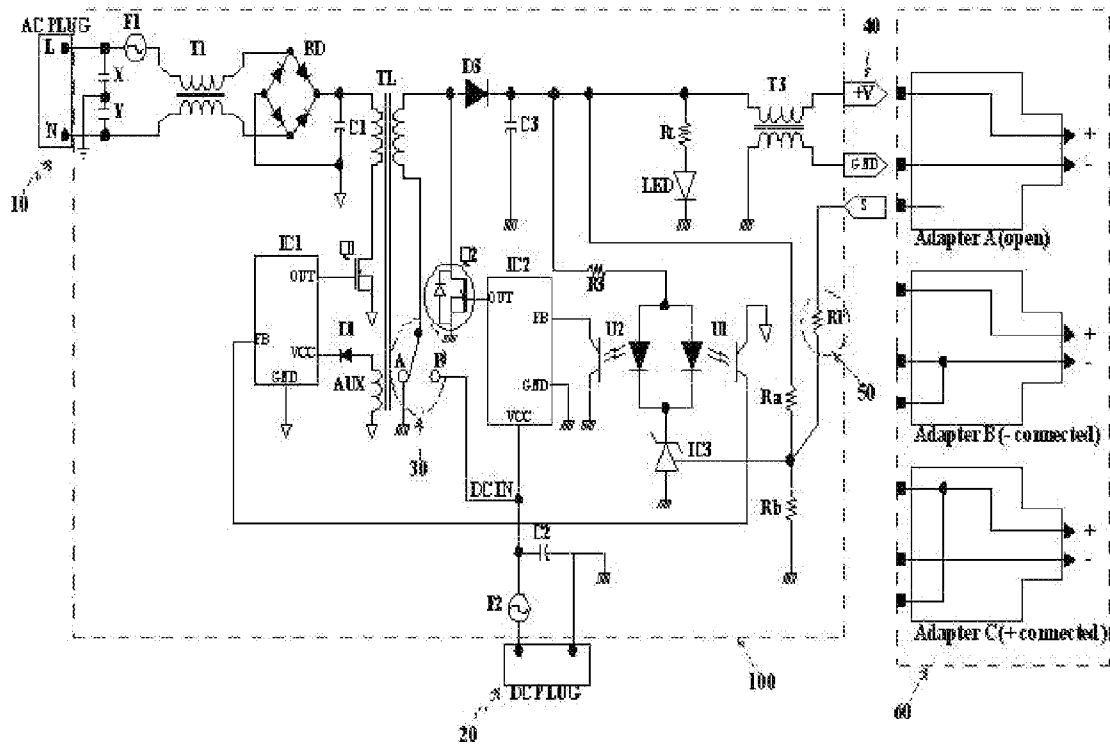 AC PLUG
F1
40
L
T1
BD
TL
D3
T3
+V
X
Y
C1
C3
+
N
GND
-
LED
S
10
IC1
Q1
Q2
IC2
Adapter A (open)
OUT
OUT
R3
FB
FB
D1
U2
U1
+
VCC
A
B
-
GND
AUX
GND
Ra
50
VCC
Adapter B (- connected)
30
IC3
DC IN
Rb
C2
+
-
F2
Adapter C (+ connected)
DC PLUG
100
20
60